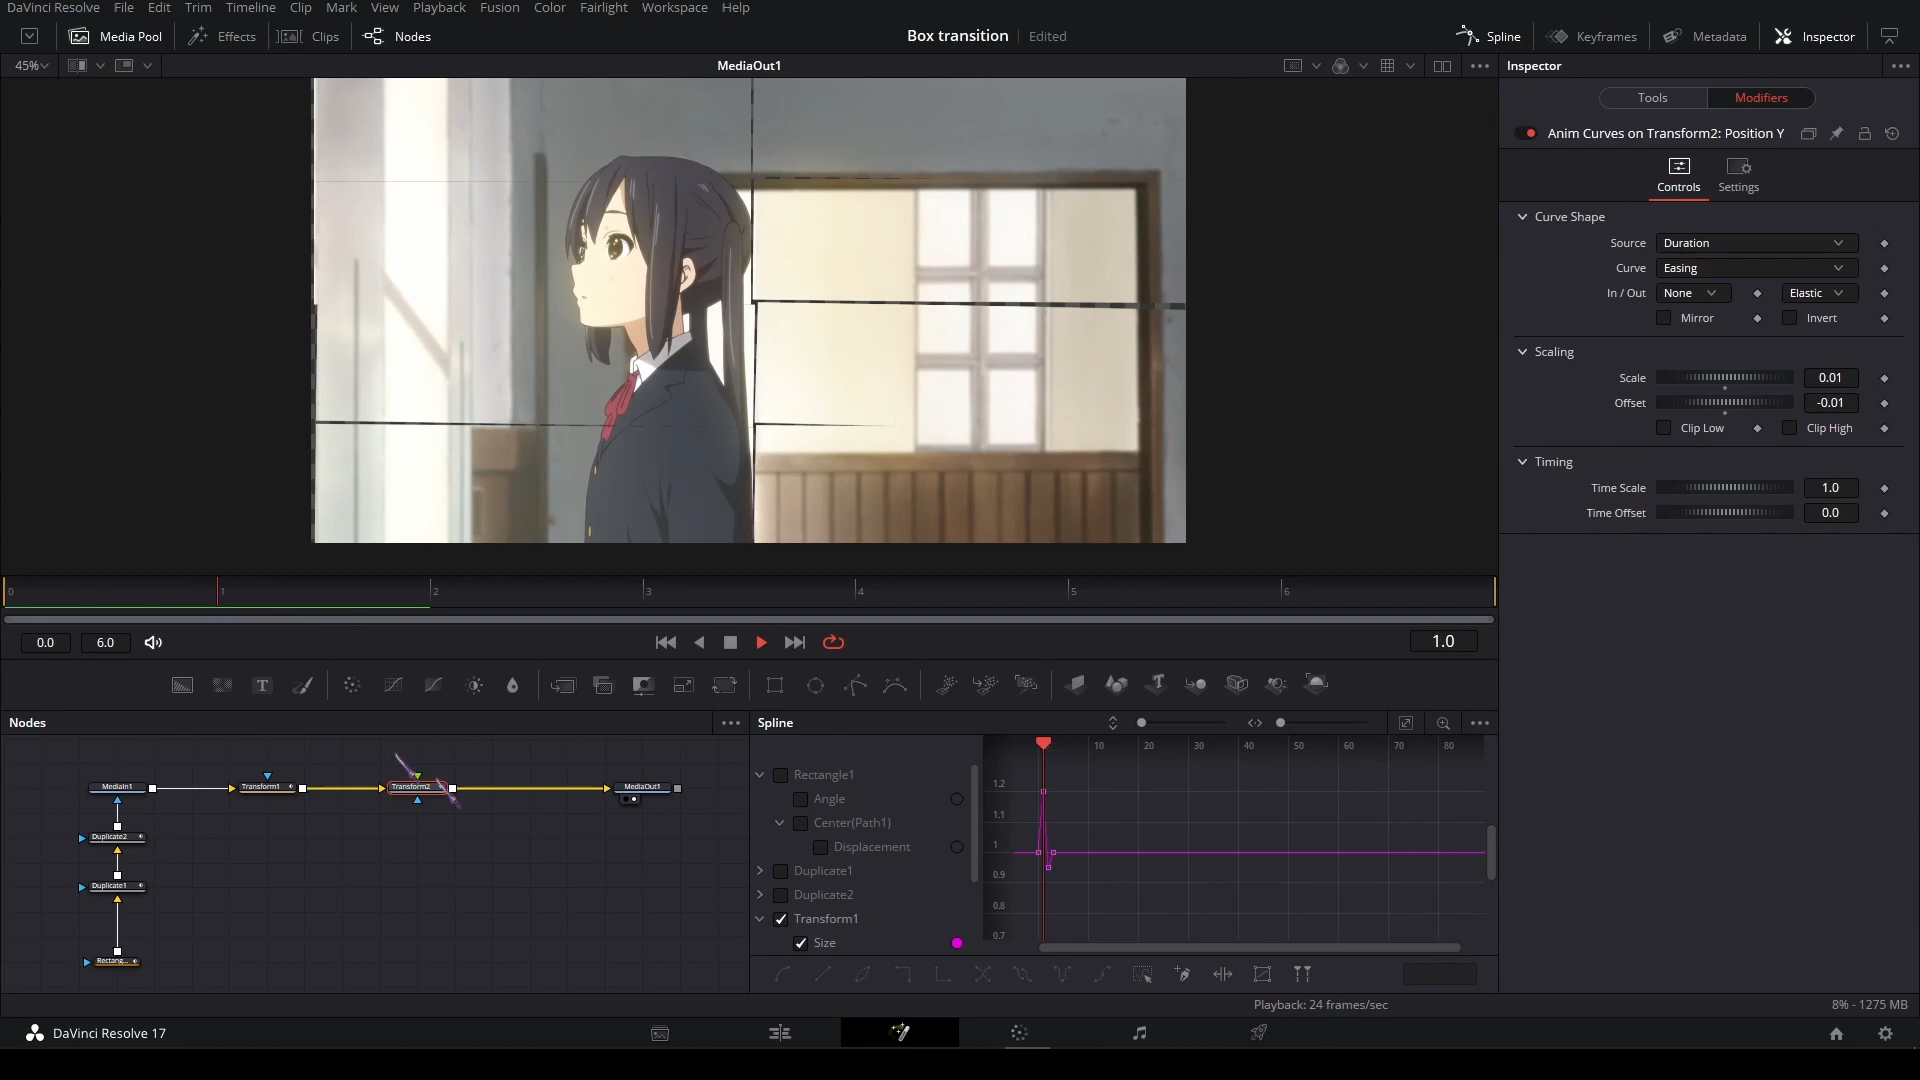 DaVinci Resolve File Edit Trim Timeline Clip Mark View Playback Fusion Color Fairlight Workspace Help
Media Pool Effects Clips Nodes Box transition Edited Spline Keyframes Metadata Inspector
45% MediaOut1 Inspector
Tools Modifiers
Anim Curves on Transform2: Position Y
Controls Settings
Curve Shape
Source Duration
Curve Easing
In / Out None Elastic
Mirror Invert
Scaling
Scale 0.01
Offset -0.01
Clip Low Clip High
Timing
Time Scale 1.0
Time Offset 0.0
0 1 2 3 4 5 6
0.0 6.0 1.0
Nodes
MediaIn1 Transform1 Transform2 MediaOut1
Duplicate2
Duplicate1
Rectang...
Spline
10 20 30 40 50 60 70 80
1.2
1.1
1
0.9
0.8
0.7
Rectangle1
Angle
Center(Path1)
Displacement
Duplicate1
Duplicate2
Transform1
Size
Playback: 24 frames/sec 8% - 1275 MB
DaVinci Resolve 17